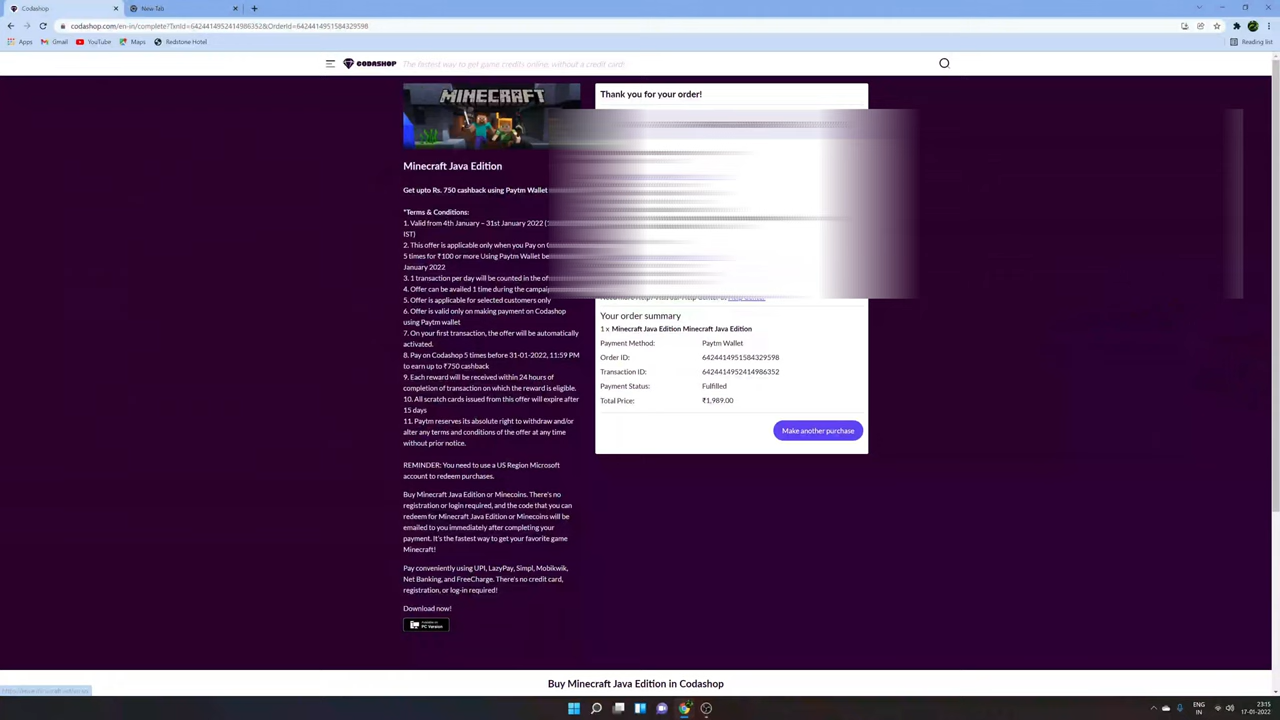 Codashop
New Tab
codashop.com/en-in/complete?TxnId=6424414952414986352&OrderId=6424414951584329598
Apps
Gmail
YouTube
Maps
Redstone Hotel
Reading list
CODASHOP
The fastest way to get game credits online, without a credit card!
MINECRAFT
Minecraft Java Edition
Get upto Rs. 750 cashback using Paytm Wallet
*Terms & Conditions:
1. Valid from 4th January – 31st January 2022
IST)
2. This offer is applicable only when you Pay on
5 times for ₹100 or more Using Paytm Wallet
January 2022
3. 1 transaction per day will be counted in the
4. Offer can be availed 1 time during the
5. Offer is applicable for selected customers only
6. Offer is valid only on making payment on Codashop
using Paytm wallet
7. On your first transaction, the offer will be automatically
activated.
8. Pay on Codashop 5 times before 31-01-2022, 11:59 PM
to earn up to ₹750 cashback
9. Each reward will be received within 24 hours of
completion of transaction on which the reward is eligible.
10. All scratch cards issued from this offer will expire after
15 days
11. Paytm reserves its absolute right to withdraw and/or
alter any terms and conditions of the offer at any time
without prior notice.
REMINDER: You need to use a US Region Microsoft
account to redeem purchases.
Buy Minecraft Java Edition or Minecoins. There's no
registration or login required, and the code that you can
redeem for Minecraft Java Edition or Minecoins will be
emailed to you immediately after completing your
payment. It's the fastest way to get your favorite game
Minecraft!
Pay conveniently using UPI, LazyPay, Simpl, Mobikwik,
Net Banking, and FreeCharge. There's no credit card,
registration, or log-in required!
Download now!
PC Version
Thank you for your order!
Your order summary
1 x Minecraft Java Edition Minecraft Java Edition
Payment Method: Paytm Wallet
Order ID: 6424414951584329598
Transaction ID: 6424414952414986352
Payment Status: Fulfilled
Total Price: ₹1,989.00
Make another purchase
Buy Minecraft Java Edition in Codashop
ENG
IN
23:15
17-01-2022